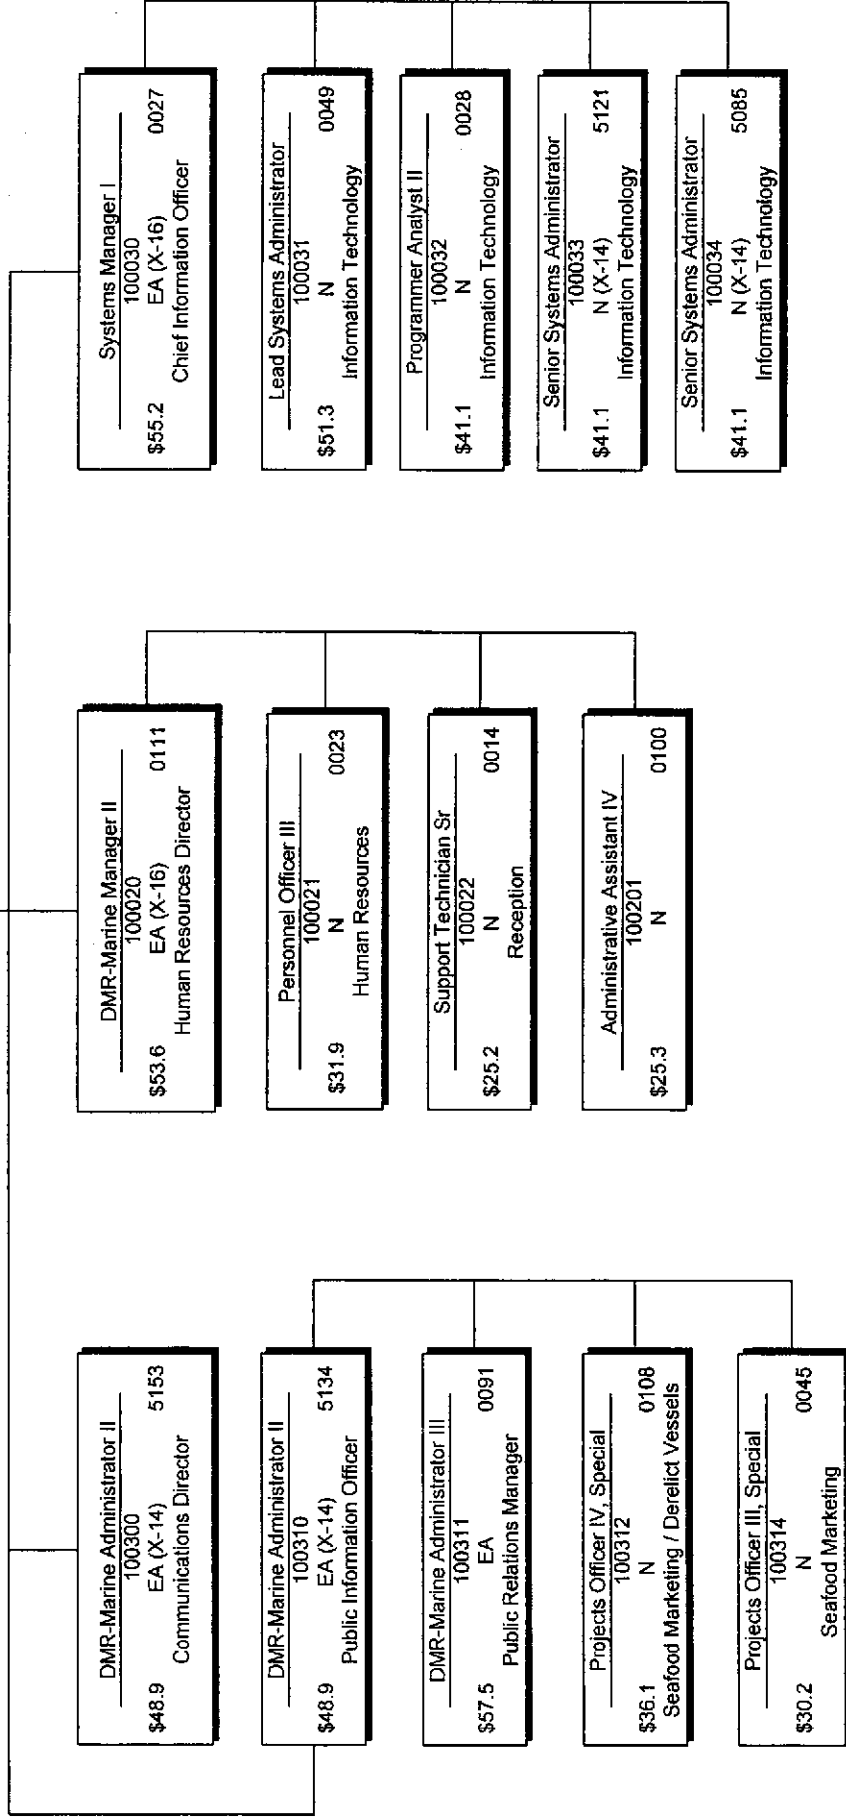 DMR-Marine Administrator II
100300
$48.9 EA (X-14) 5153
Communications Director
DMR-Marine Administrator II
100310
$48.9 EA (X-14) 5134
Public Information Officer
DMR-Marine Administrator III
100311
$57.5 EA 0091
Public Relations Manager
Projects Officer IV, Special
100312
$36.1 N 0108
Seafood Marketing / Derelict Vessels
Projects Officer III, Special
100314
$30.2 N 0045
Seafood Marketing
DMR-Marine Manager II
100020
$53.6 EA (X-16) 0111
Human Resources Director
Personnel Officer III
100021
$31.9 N 0023
Human Resources
Support Technician Sr
100022
$25.2 N 0014
Reception
Administrative Assistant IV
100201
$25.3 N 0100
Systems Manager I
100030
$55.2 EA (X-16) 0027
Chief Information Officer
Lead Systems Administrator
100031
$51.3 N 0049
Information Technology
Programmer Analyst II
100032
$41.1 N 0028
Information Technology
Senior Systems Administrator
100033
$41.1 N (X-14) 5121
Information Technology
Senior Systems Administrator
100034
$41.1 N (X-14) 5085
Information Technology